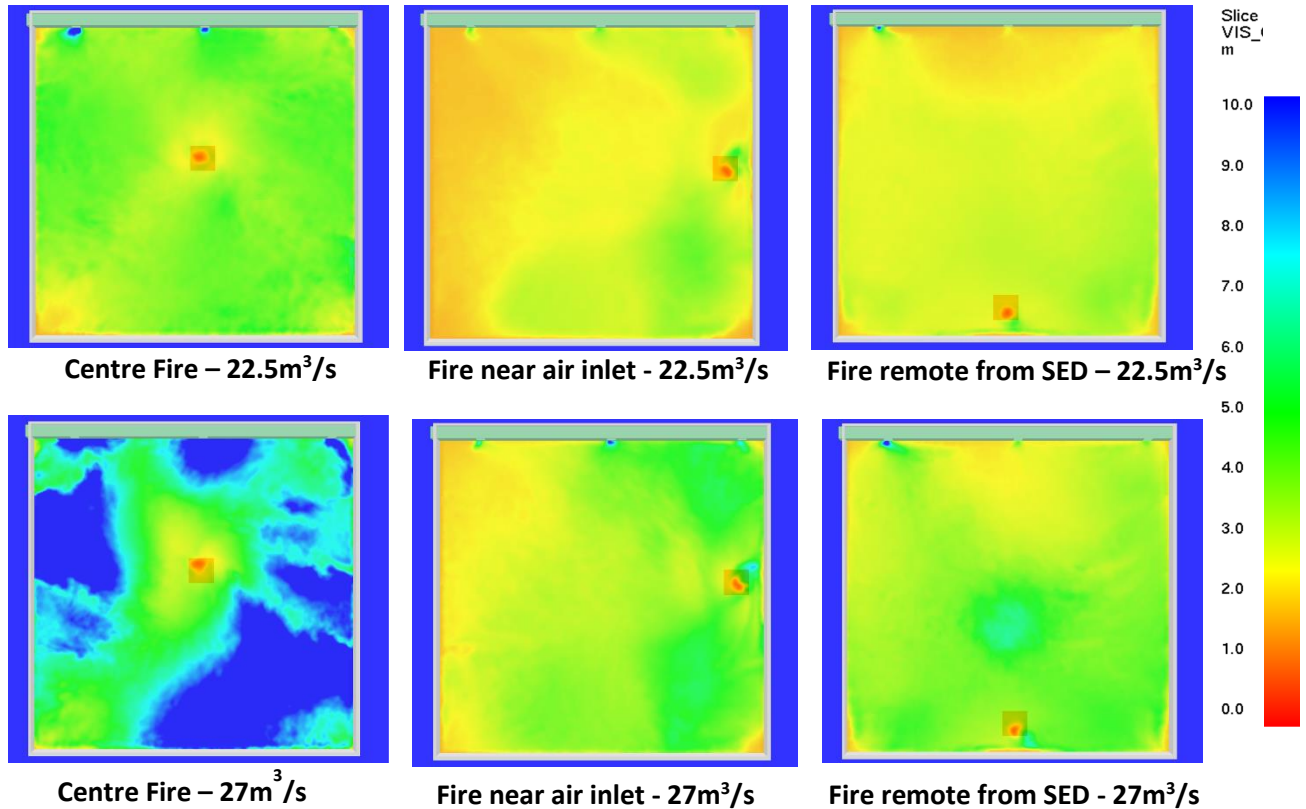 Slice
VIS_C
m
10.0
9.0
8.0
7.0
6.0
5.0
4.0
3.0
2.0
1.0
0.0
Centre Fire – 22.5m³/s
Fire near air inlet - 22.5m³/s
Fire remote from SED – 22.5m³/s
Centre Fire – 27m³/s
Fire near air inlet - 27m³/s
Fire remote from SED - 27m³/s